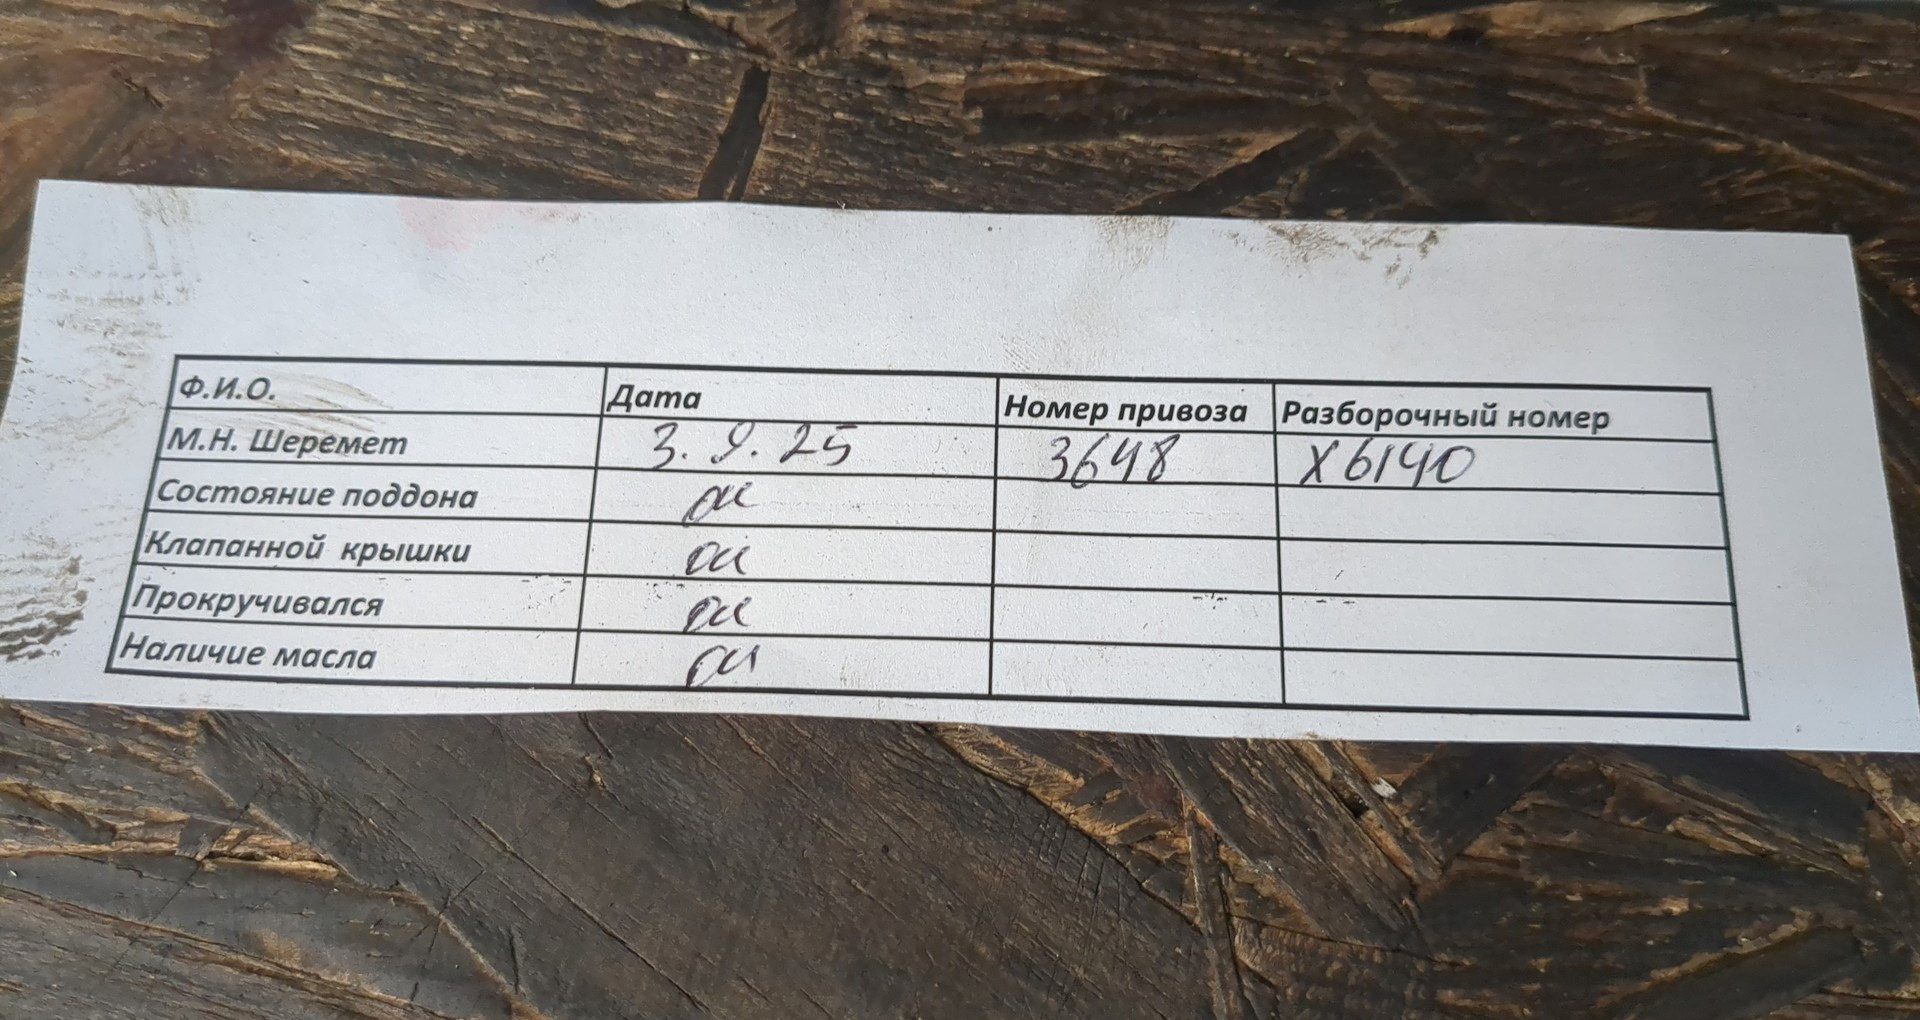 Ф.И.О. Дата Номер привоза Разборочный номер
М.Н. Шеремет 3.9.25 3648 Х6140
Состояние поддона ок
Клапанной крышки ок
Прокручивался ок
Наличие масла ок